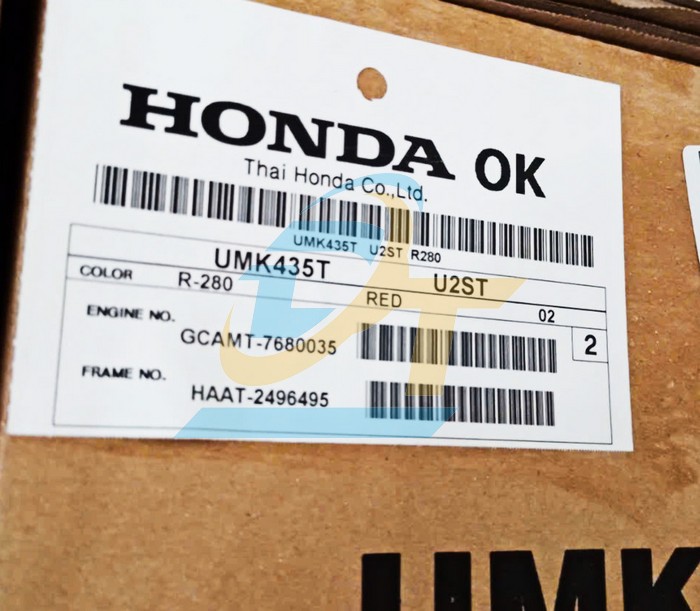 HONDA OK
Thai Honda Co.,Ltd.
UMK435T U2ST R280
UMK435T U2ST
COLOR R-280 RED 02
ENGINE NO. GCAMT-7680035 2
FRAME NO. HAAT-2496495
UMK
DT